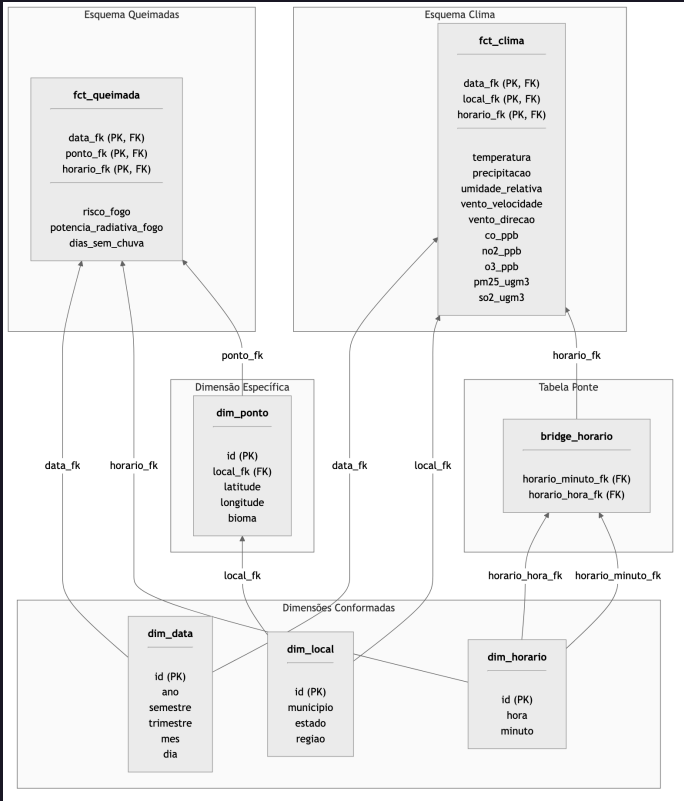 Esquema Queimadas
fct_queimada
data_fk (PK, FK)
ponto_fk (PK, FK)
horario_fk (PK, FK)
risco_fogo
potencia_radiativa_fogo
dias_sem_chuva
Esquema Clima
fct_clima
data_fk (PK, FK)
local_fk (PK, FK)
horario_fk (PK, FK)
temperatura
precipitacao
umidade_relativa
vento_velocidade
vento_direcao
co_ppb
no2_ppb
o3_ppb
pm25_ugm3
so2_ugm3
ponto_fk
horario_fk
Dimensão Específica
dim_ponto
id (PK)
local_fk (FK)
latitude
longitude
bioma
Tabela Ponte
bridge_horario
horario_minuto_fk (FK)
horario_hora_fk (FK)
data_fk
horario_fk
data_fk
local_fk
local_fk
horario_hora_fk
horario_minuto_fk
Dimensões Conformadas
dim_data
id (PK)
ano
semestre
trimestre
mes
dia
dim_local
id (PK)
municipio
estado
regiao
dim_horario
id (PK)
hora
minuto